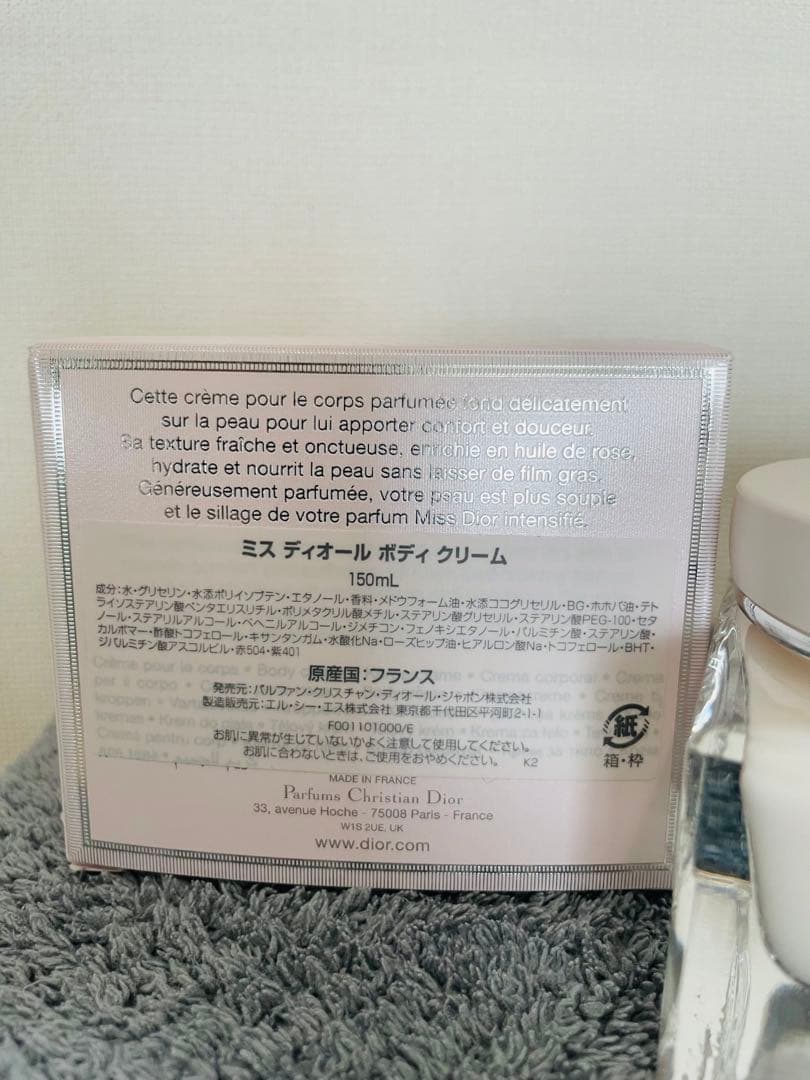 Cette crème pour le corps parfumée fond délicatement
sur la peau pour lui apporter confort et douceur.
Sa texture fraîche et onctueuse, enrichie en huile de rose,
hydrate et nourrit la peau sans laisser de film gras.
Généreusement parfumée, votre peau est plus souple
et le sillage de votre parfum Miss Dior intensifié.
ミス ディオール ボディ クリーム
150mL
成分：水・グリセリン・水添ポリイソブテン・エタノール・香料・メドウフォーム油・水添ココグリセリル・BG・ホホバ油・テト
ライソステアリン酸ペンタエリスリチル・ポリメタクリル酸メチル・ステアリン酸グリセリル・ステアリン酸PEG-100・セタ
ノール・ステアリルアルコール・ベヘニルアルコール・ジメチコン・フェノキシエタノール・パルミチン酸・ステアリン酸・
カルボマー・酢酸トコフェロール・キサンタンガム・水酸化Na・ローズヒップ油・ヒアルロン酸Na・トコフェロール・BHT・
ジパルミチン酸アスコルビル・赤504・紫401
Crème pour le corps • Body
Crema corporal • Crema
per il corpo
原産国：フランス
発売元：パルファン・クリスチャン・ディオール・ジャポン株式会社
製造販売元：エル・シー・エス株式会社 東京都千代田区平河町2-1-1
F001101000/E
お肌に異常が生じていないかよく注意して使用してください。
お肌に合わないときは、ご使用をおやめください。 K2
紙
箱・枠
MADE IN FRANCE
Parfums Christian Dior
33, avenue Hoche - 75008 Paris - France
W1S 2UE, UK
www.dior.com